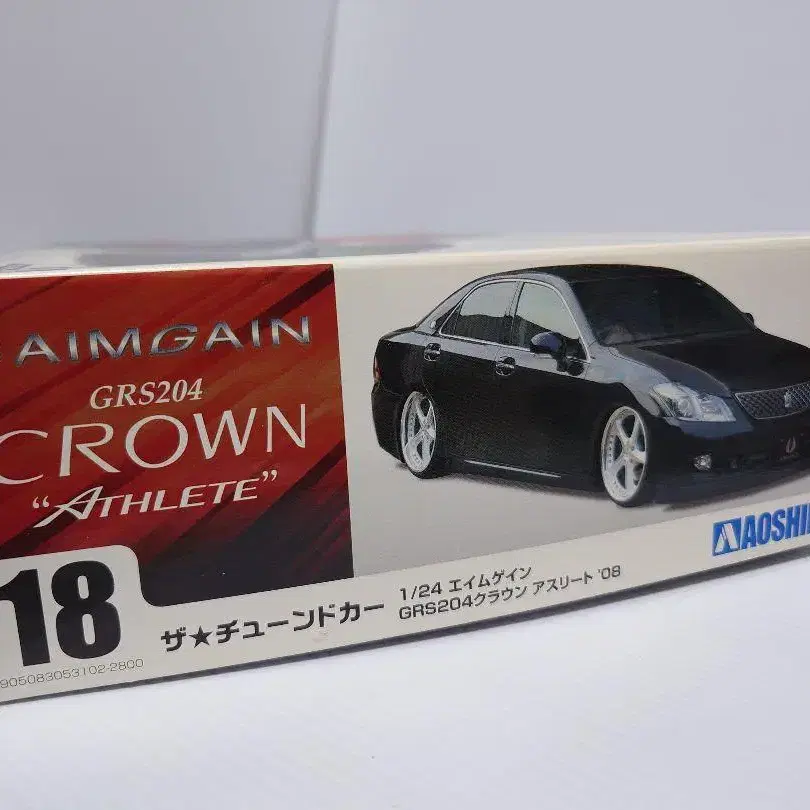 AIMGAIN
GRS204
CROWN
“ATHLETE”
18
905083053102-2800
ザ★チューンドカー
1/24 エイムゲイン
GRS204クラウン アスリート '08
AOSHI